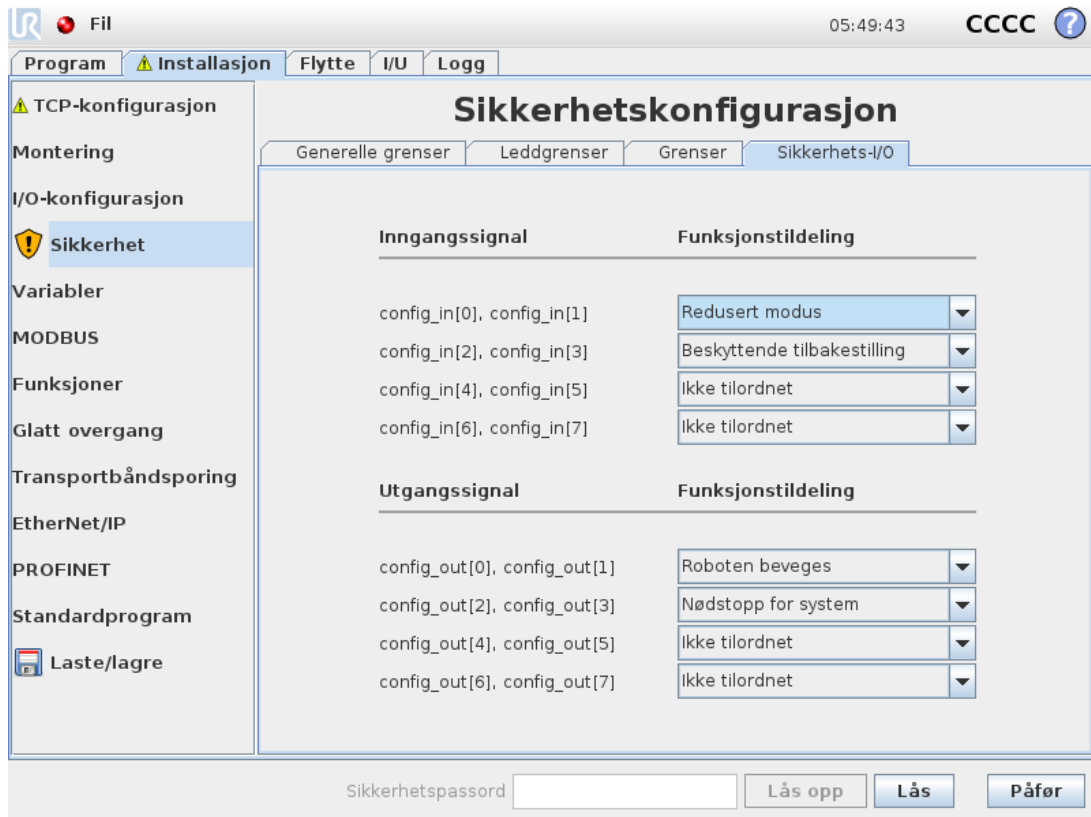 UR Fil 05:49:43 CCCC ?
Program Installasjon Flytte I/U Logg
TCP-konfigurasjon
Montering
I/O-konfigurasjon
Sikkerhet
Variabler
MODBUS
Funksjoner
Glatt overgang
Transportbåndsporing
EtherNet/IP
PROFINET
Standardprogram
Laste/lagre
Sikkerhetskonfigurasjon
Generelle grenser Leddgrenser Grenser Sikkerhets-I/O
Inngangssignal Funksjonstildeling
config_in[0], config_in[1] Redusert modus
config_in[2], config_in[3] Beskyttende tilbakestilling
config_in[4], config_in[5] Ikke tilordnet
config_in[6], config_in[7] Ikke tilordnet
Utgangssignal Funksjonstildeling
config_out[0], config_out[1] Roboten beveges
config_out[2], config_out[3] Nødstopp for system
config_out[4], config_out[5] Ikke tilordnet
config_out[6], config_out[7] Ikke tilordnet
Sikkerhetspassord Lås opp Lås Påfør